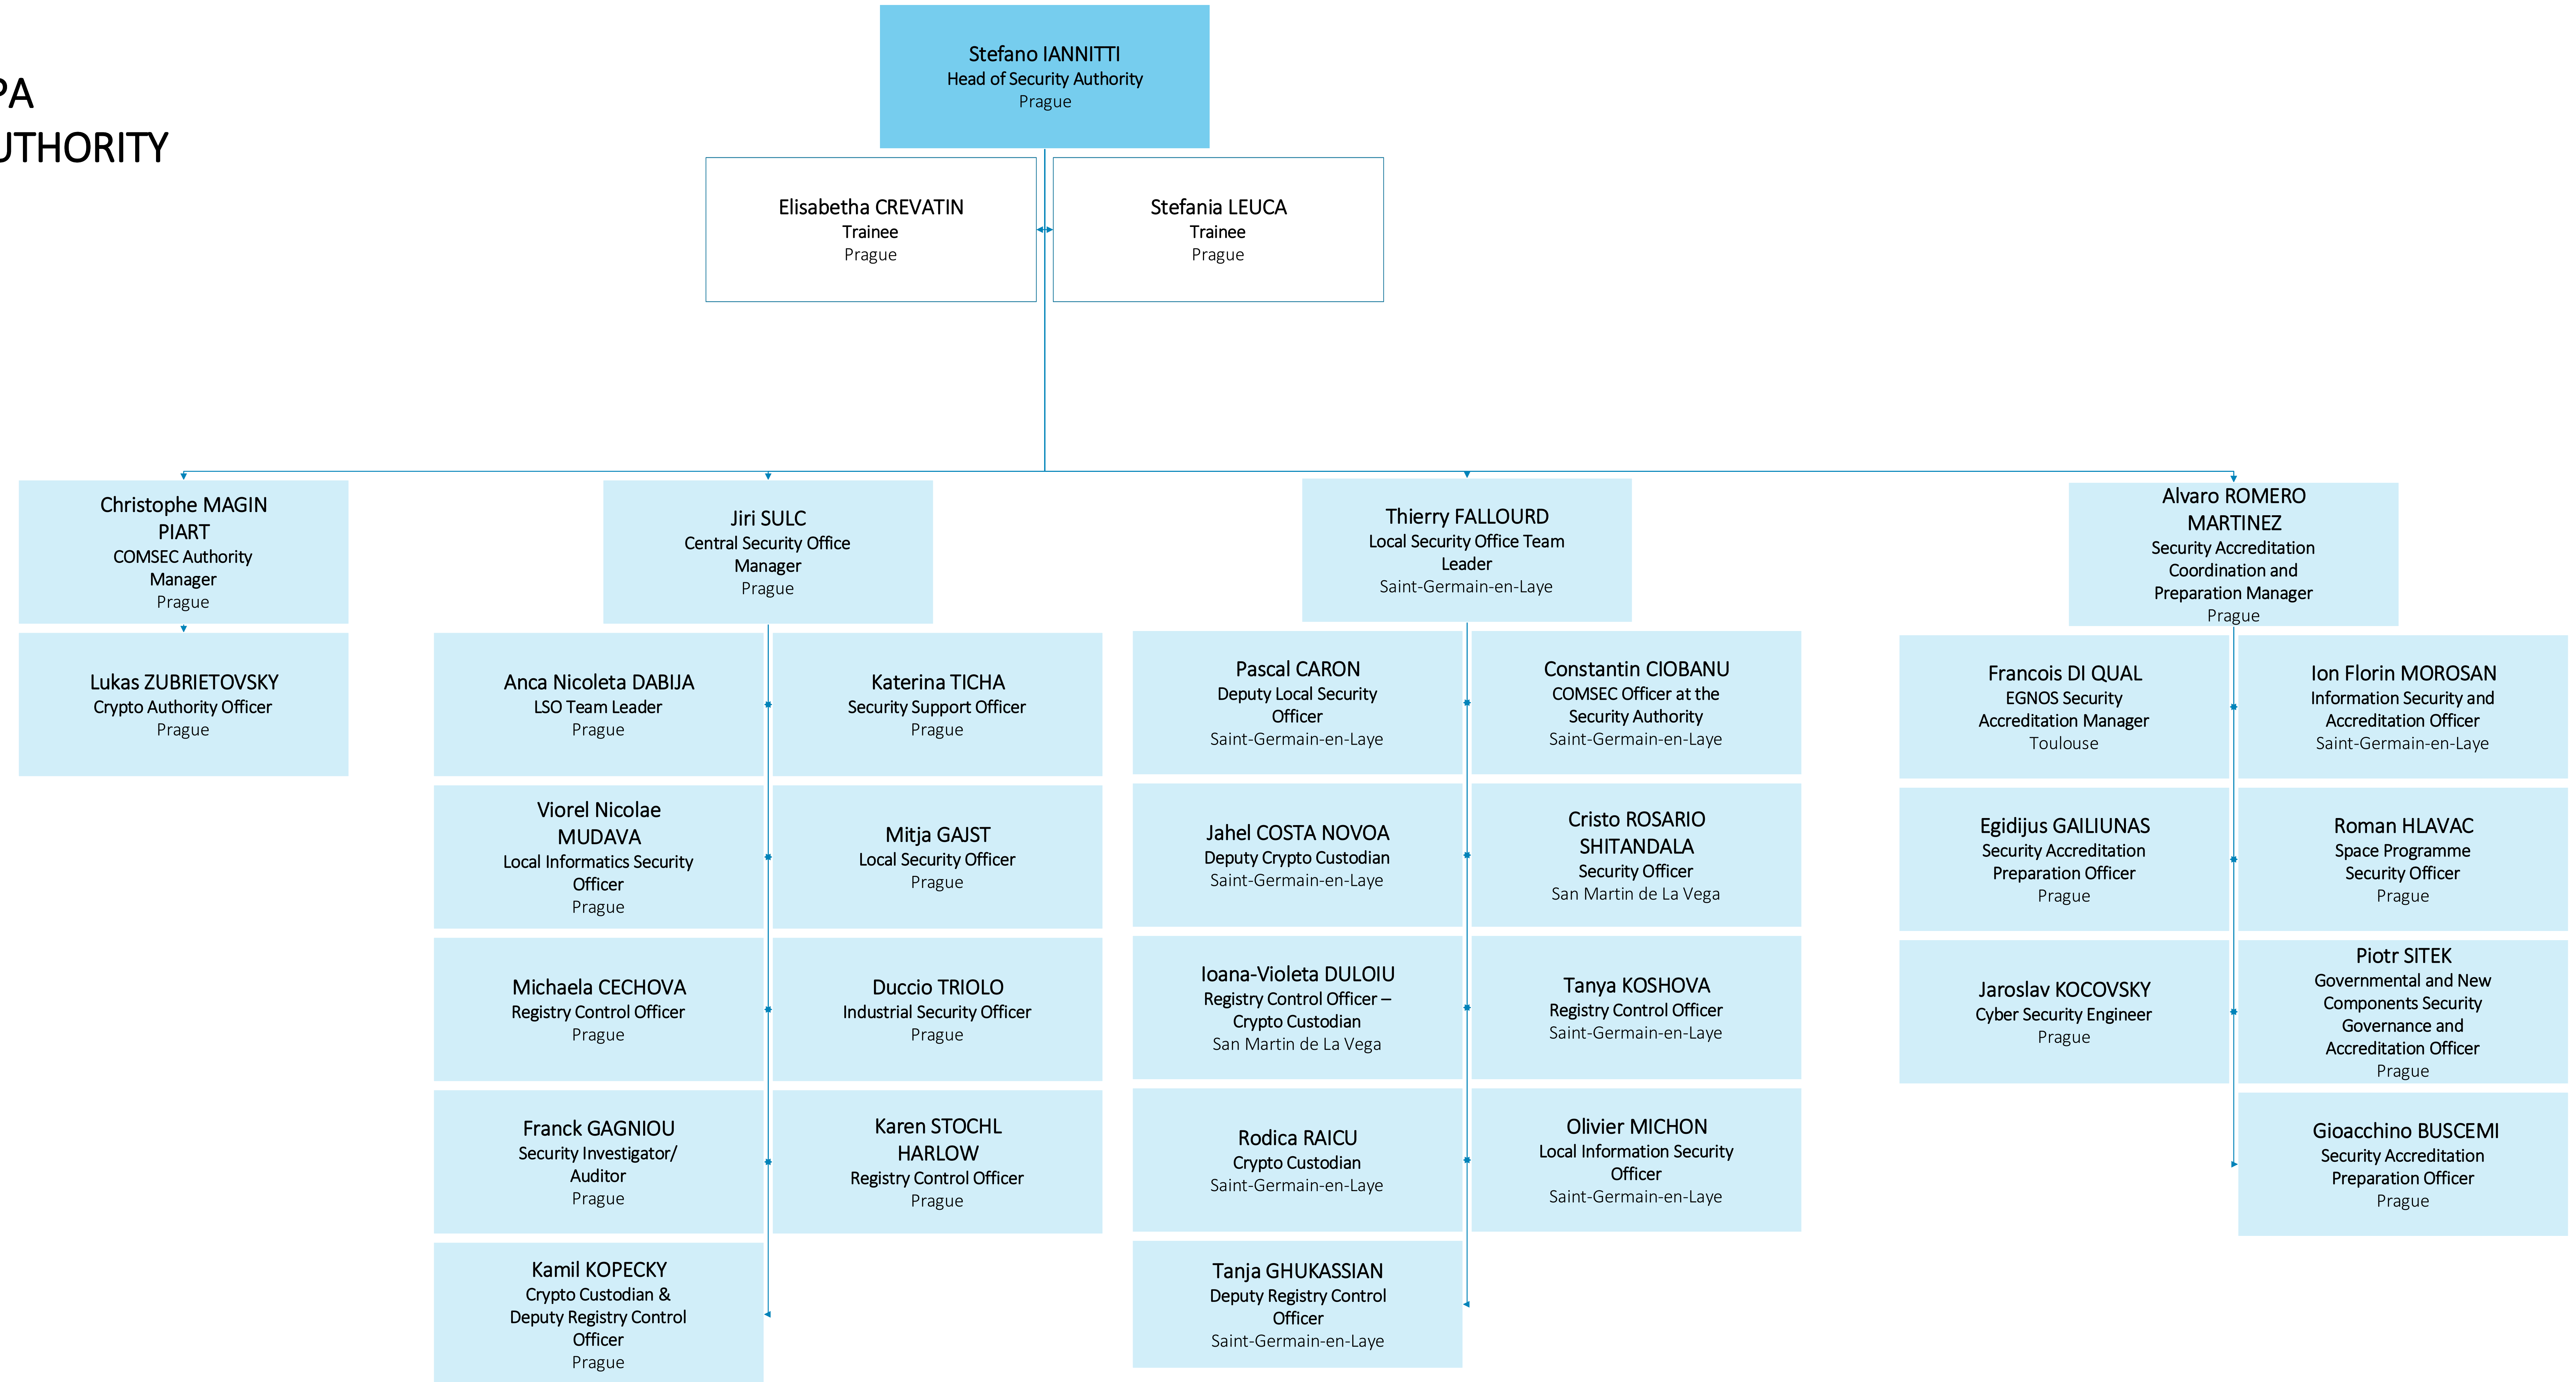 PA
UTHORITY
Stefano IANNITTI
Head of Security Authority
Prague
Elisabetha CREVATIN
Trainee
Prague
Stefania LEUCA
Trainee
Prague
Christophe MAGIN
PIART
COMSEC Authority
Manager
Prague
Lukas ZUBRIETOVSKY
Crypto Authority Officer
Prague
Jiri SULC
Central Security Office
Manager
Prague
Anca Nicoleta DABIJA
LSO Team Leader
Prague
Katerina TICHA
Security Support Officer
Prague
Viorel Nicolae
MUDAVA
Local Informatics Security
Officer
Prague
Mitja GAJST
Local Security Officer
Prague
Michaela CECHOVA
Registry Control Officer
Prague
Duccio TRIOLO
Industrial Security Officer
Prague
Franck GAGNIOU
Security Investigator/
Auditor
Prague
Karen STOCHL
HARLOW
Registry Control Officer
Prague
Kamil KOPECKY
Crypto Custodian &
Deputy Registry Control
Officer
Prague
Thierry FALLOURD
Local Security Office Team
Leader
Saint-Germain-en-Laye
Pascal CARON
Deputy Local Security
Officer
Saint-Germain-en-Laye
Constantin CIOBANU
COMSEC Officer at the
Security Authority
Saint-Germain-en-Laye
Jahel COSTA NOVOA
Deputy Crypto Custodian
Saint-Germain-en-Laye
Cristo ROSARIO
SHITANDALA
Security Officer
San Martin de La Vega
Ioana-Violeta DULOIU
Registry Control Officer –
Crypto Custodian
San Martin de La Vega
Tanya KOSHOVA
Registry Control Officer
Saint-Germain-en-Laye
Rodica RAICU
Crypto Custodian
Saint-Germain-en-Laye
Olivier MICHON
Local Information Security
Officer
Saint-Germain-en-Laye
Tanja GHUKASSIAN
Deputy Registry Control
Officer
Saint-Germain-en-Laye
Alvaro ROMERO
MARTINEZ
Security Accreditation
Coordination and
Preparation Manager
Prague
Francois DI QUAL
EGNOS Security
Accreditation Manager
Toulouse
Ion Florin MOROSAN
Information Security and
Accreditation Officer
Saint-Germain-en-Laye
Egidijus GAILIUNAS
Security Accreditation
Preparation Officer
Prague
Roman HLAVAC
Space Programme
Security Officer
Prague
Jaroslav KOCOVSKY
Cyber Security Engineer
Prague
Piotr SITEK
Governmental and New
Components Security
Governance and
Accreditation Officer
Prague
Gioacchino BUSCEMI
Security Accreditation
Preparation Officer
Prague